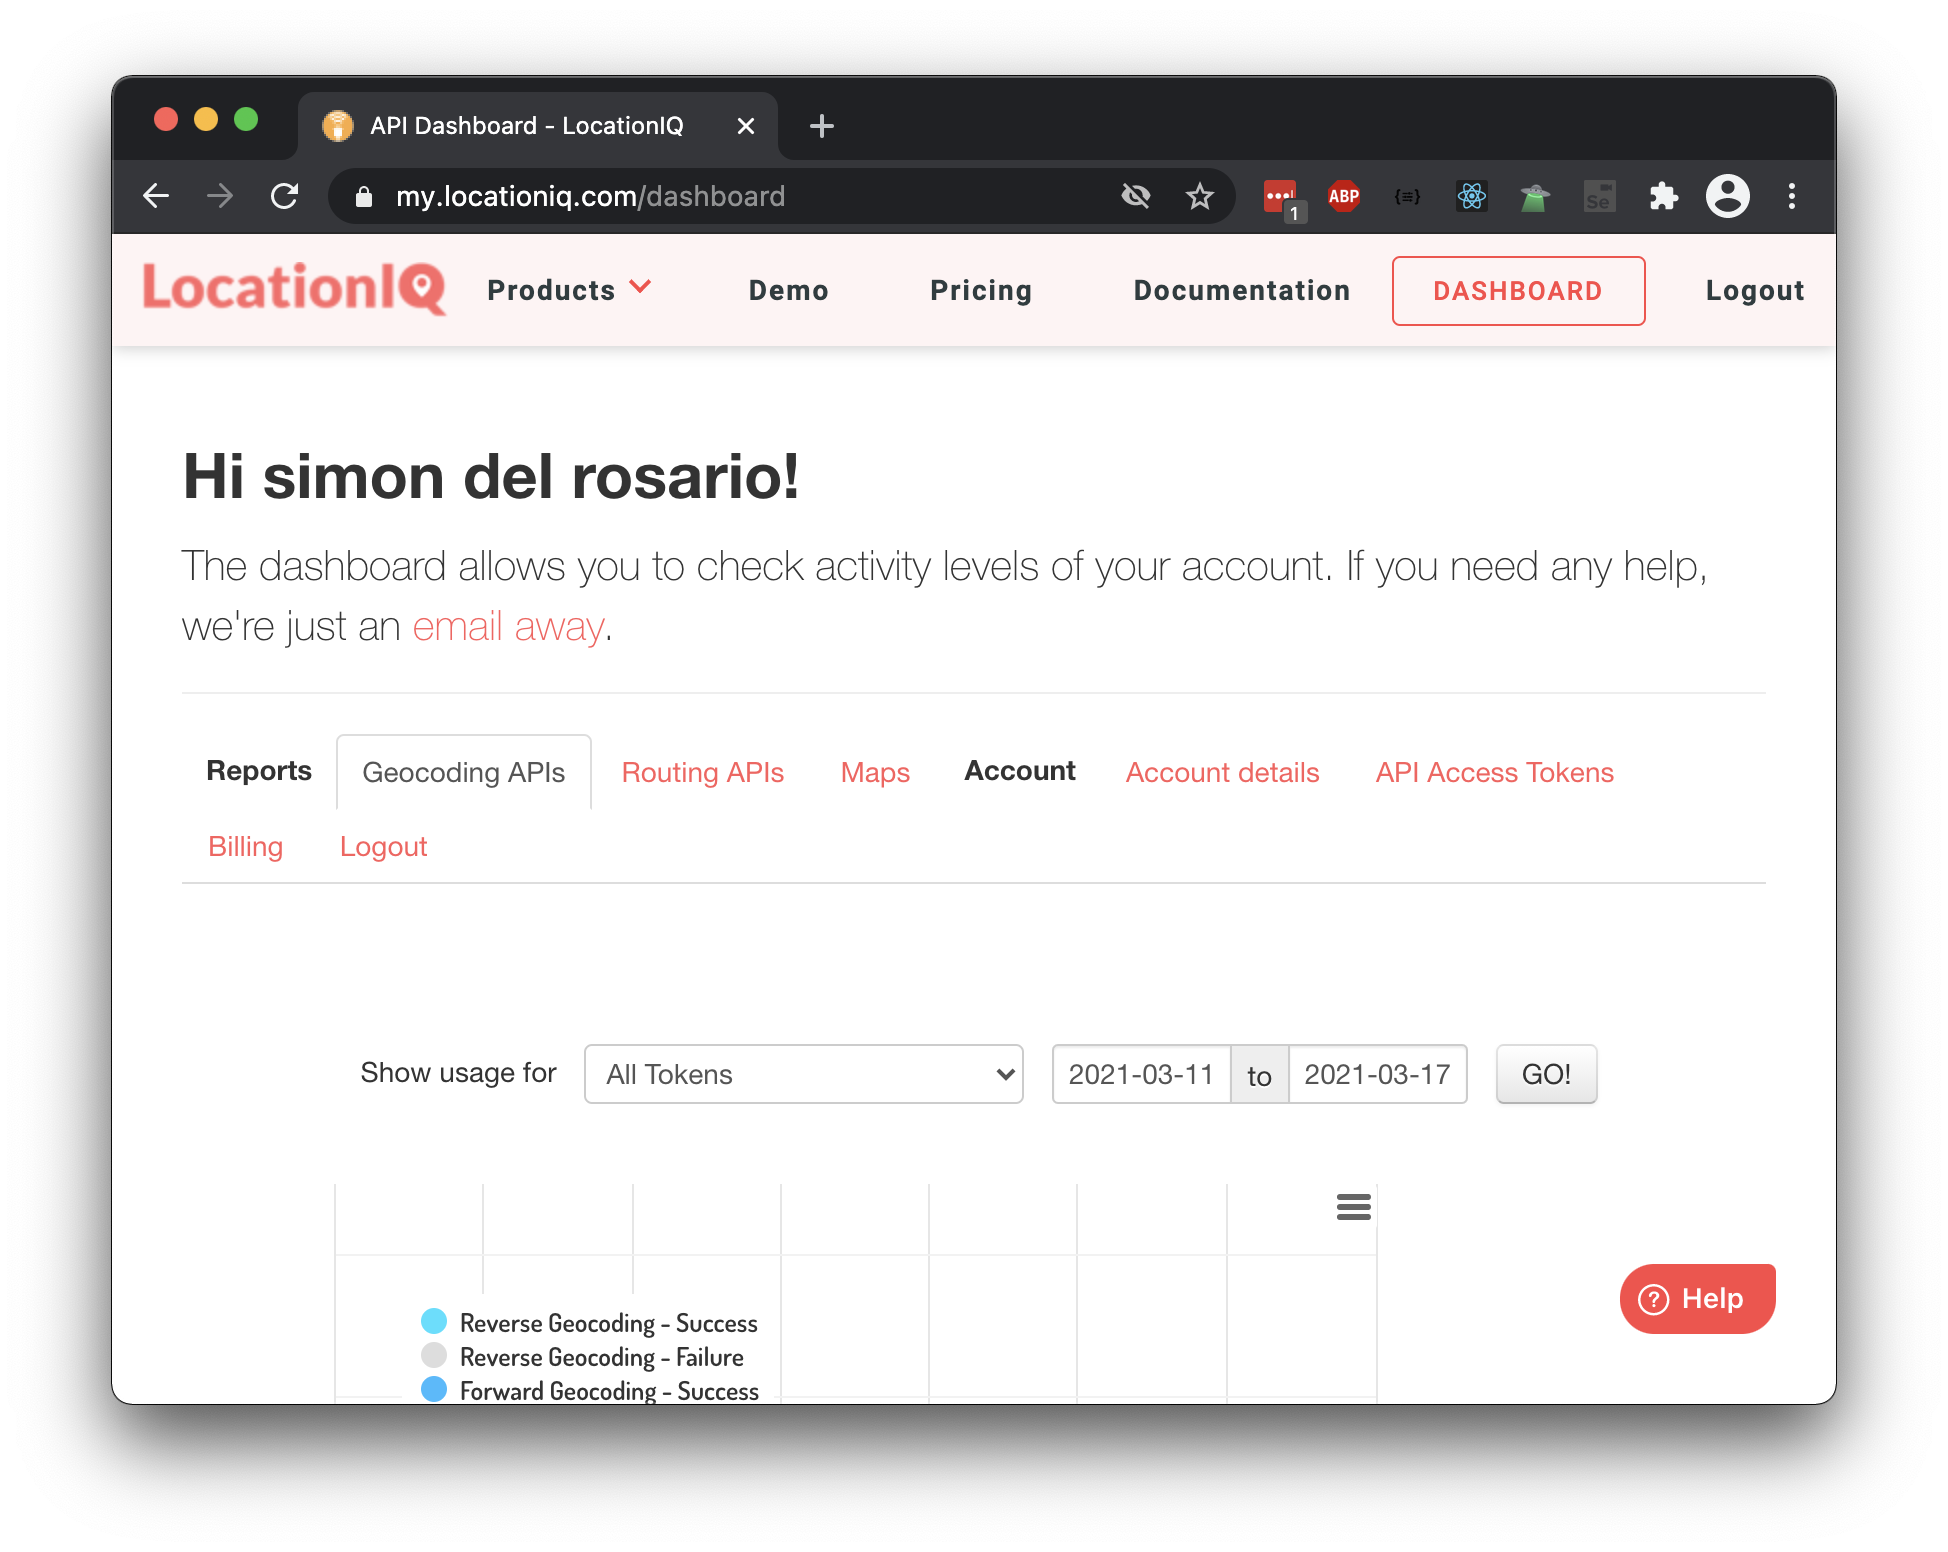 API Dashboard - LocationIQ
my.locationiq.com/dashboard
1
ABP
{≡}
Se
LocationIQ
Products
Demo
Pricing
Documentation
DASHBOARD
Logout
Hi simon del rosario!
The dashboard allows you to check activity levels of your account. If you need any help,
we're just an email away.
Reports
Geocoding APIs
Routing APIs
Maps
Account
Account details
API Access Tokens
Billing
Logout
Show usage for
All Tokens
2021-03-11
to
2021-03-17
GO!
Reverse Geocoding - Success
Reverse Geocoding - Failure
Forward Geocoding - Success
? Help